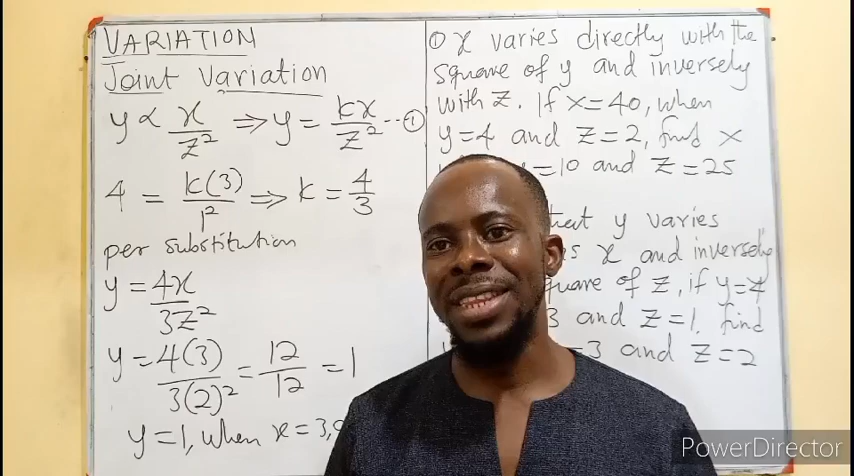 VARIATION
Joint Variation
y ∝ x/z² ⇒ y = kx/z² --①
4 = k(3)/1² ⇒ k = 4/3
per substitution
y = 4x/3z²
y = 4(3)/3(2)² = 12/12 = 1
y=1, when x=3,
① x varies directly with the
square of y and inversely
with z. If x=40, when
y=4 and z=2, find x
=10 and z=25
that y varies
x and inversely
square of z, if y=4
3 and z=1, find
=3 and z=2
PowerDirector